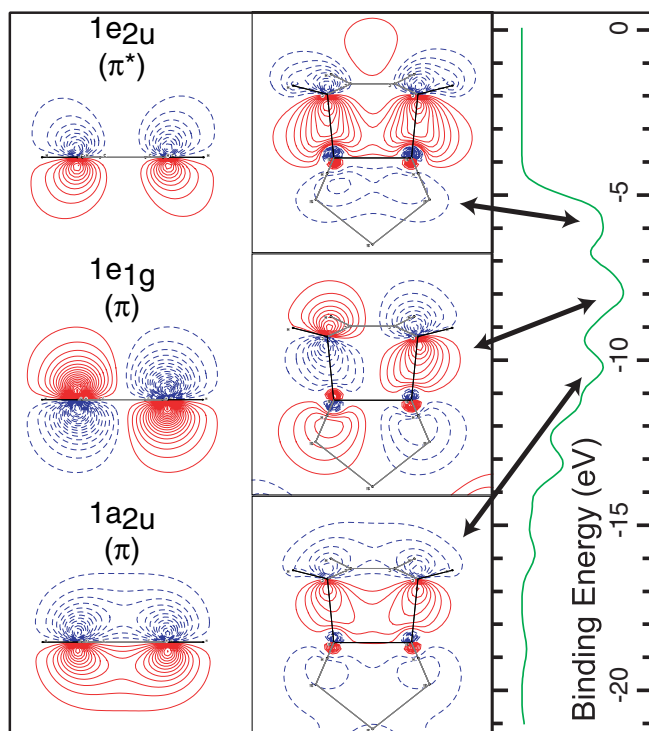 1e2u
(π*)
1e1g
(π)
1a2u
(π)
0
-5
-10
-15
-20
Binding Energy (eV)